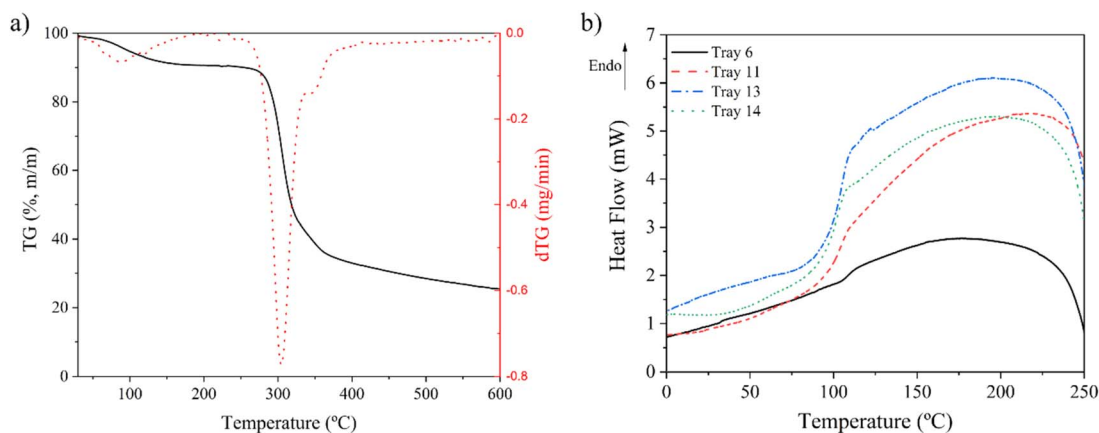 a)
100
80
60
40
20
0
TG (%, m/m)
100
200
300
400
500
600
Temperature (ºC)
0.0
-0.2
-0.4
-0.6
-0.8
dTG (mg/min)
b)
7
6
5
4
3
2
1
0
Heat Flow (mW)
Endo
Tray 6
Tray 11
Tray 13
Tray 14
0
50
100
150
200
250
Temperature (ºC)